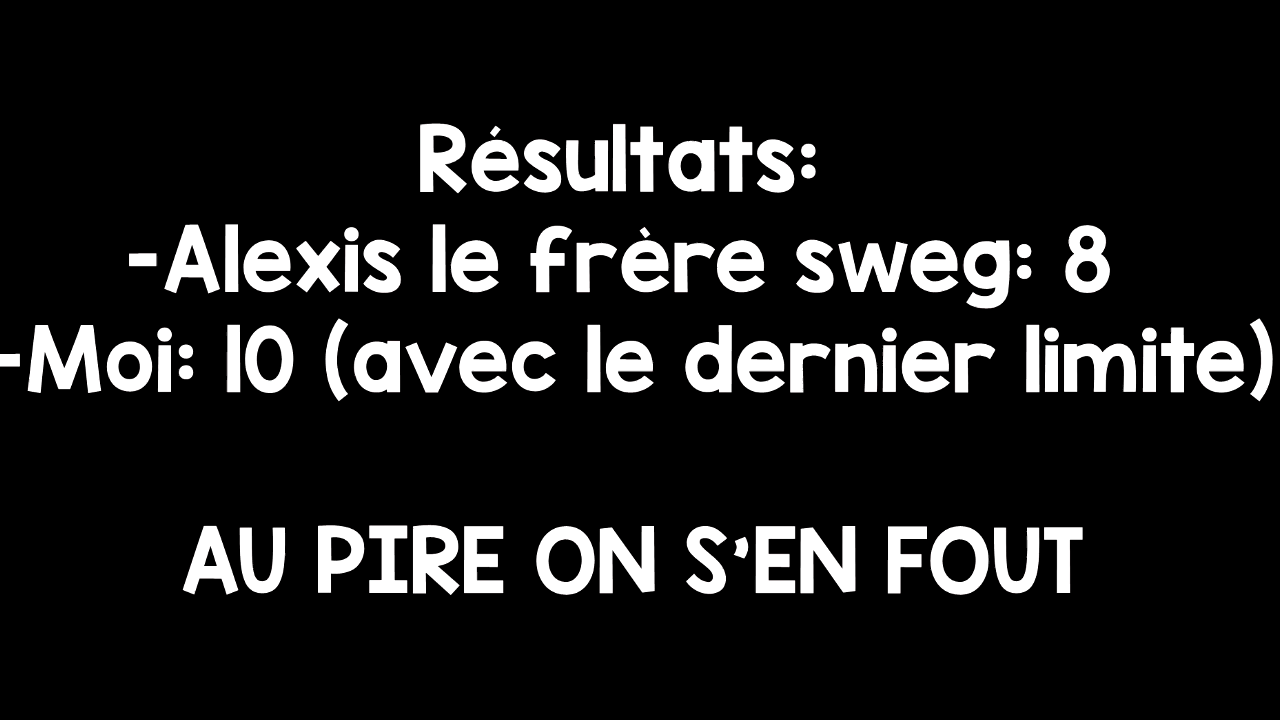 Résultats:
-Alexis le frère sweg: 8
-Moi: 10 (avec le dernier limite)
AU PIRE ON S'EN FOUT